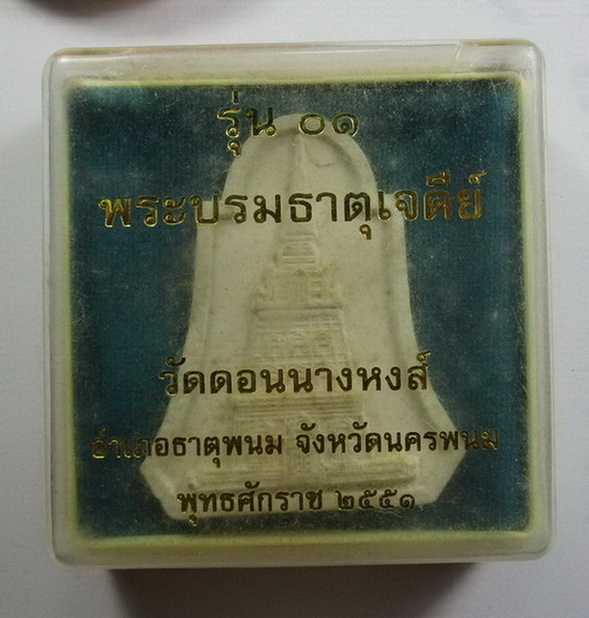 รุ่น ๐๑
พระบรมธาตุเจดีย์
วัดดอนนางหงส์
อำเภอธาตุพนม จังหวัดนครพนม
พุทธศักราช ๒๕๕๑